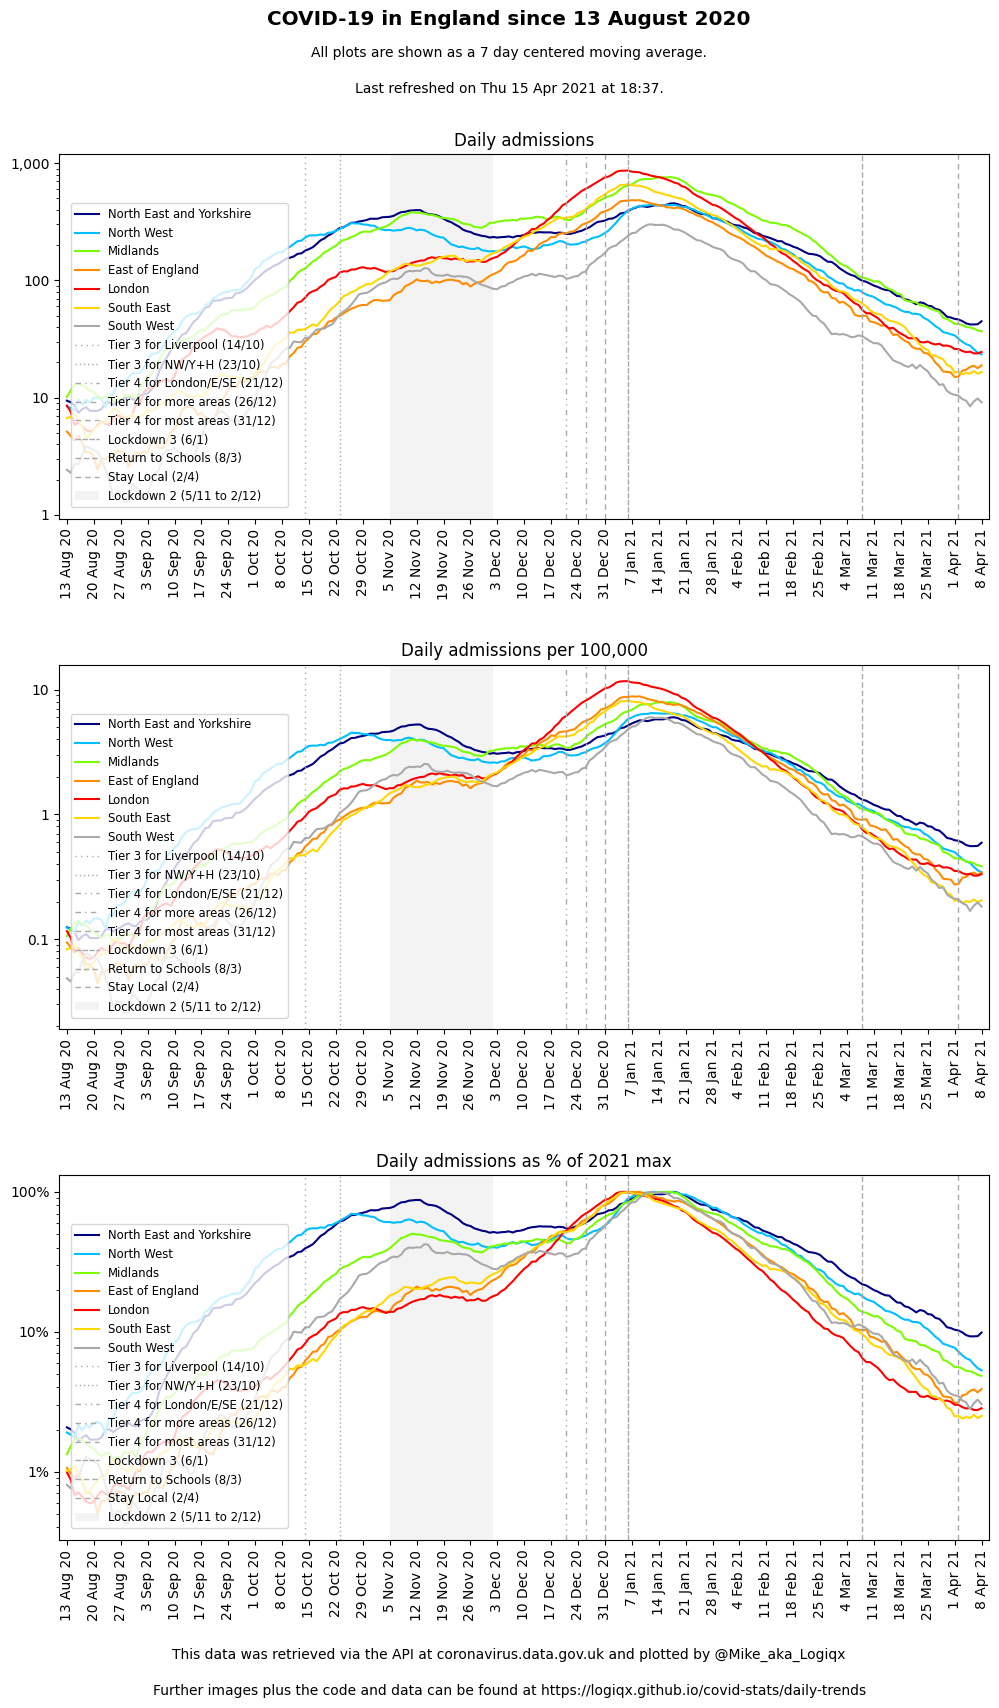 COVID-19 in England since 13 August 2020
All plots are shown as a 7 day centered moving average.
Last refreshed on Thu 15 Apr 2021 at 18:37.
Daily admissions
1,000
100
10
1
North East and Yorkshire
North West
Midlands
East of England
London
South East
South West
Tier 3 for Liverpool (14/10)
Tier 3 for NW/Y+H (23/10)
Tier 4 for London/E/SE (21/12)
Tier 4 for more areas (26/12)
Tier 4 for most areas (31/12)
Lockdown 3 (6/1)
Return to Schools (8/3)
Stay Local (2/4)
Lockdown 2 (5/11 to 2/12)
13 Aug 20
20 Aug 20
27 Aug 20
3 Sep 20
10 Sep 20
17 Sep 20
24 Sep 20
1 Oct 20
8 Oct 20
15 Oct 20
22 Oct 20
29 Oct 20
5 Nov 20
12 Nov 20
19 Nov 20
26 Nov 20
3 Dec 20
10 Dec 20
17 Dec 20
24 Dec 20
31 Dec 20
7 Jan 21
14 Jan 21
21 Jan 21
28 Jan 21
4 Feb 21
11 Feb 21
18 Feb 21
25 Feb 21
4 Mar 21
11 Mar 21
18 Mar 21
25 Mar 21
1 Apr 21
8 Apr 21
Daily admissions per 100,000
10
1
0.1
North East and Yorkshire
North West
Midlands
East of England
London
South East
South West
Tier 3 for Liverpool (14/10)
Tier 3 for NW/Y+H (23/10)
Tier 4 for London/E/SE (21/12)
Tier 4 for more areas (26/12)
Tier 4 for most areas (31/12)
Lockdown 3 (6/1)
Return to Schools (8/3)
Stay Local (2/4)
Lockdown 2 (5/11 to 2/12)
13 Aug 20
20 Aug 20
27 Aug 20
3 Sep 20
10 Sep 20
17 Sep 20
24 Sep 20
1 Oct 20
8 Oct 20
15 Oct 20
22 Oct 20
29 Oct 20
5 Nov 20
12 Nov 20
19 Nov 20
26 Nov 20
3 Dec 20
10 Dec 20
17 Dec 20
24 Dec 20
31 Dec 20
7 Jan 21
14 Jan 21
21 Jan 21
28 Jan 21
4 Feb 21
11 Feb 21
18 Feb 21
25 Feb 21
4 Mar 21
11 Mar 21
18 Mar 21
25 Mar 21
1 Apr 21
8 Apr 21
Daily admissions as % of 2021 max
100%
10%
1%
North East and Yorkshire
North West
Midlands
East of England
London
South East
South West
Tier 3 for Liverpool (14/10)
Tier 3 for NW/Y+H (23/10)
Tier 4 for London/E/SE (21/12)
Tier 4 for more areas (26/12)
Tier 4 for most areas (31/12)
Lockdown 3 (6/1)
Return to Schools (8/3)
Stay Local (2/4)
Lockdown 2 (5/11 to 2/12)
13 Aug 20
20 Aug 20
27 Aug 20
3 Sep 20
10 Sep 20
17 Sep 20
24 Sep 20
1 Oct 20
8 Oct 20
15 Oct 20
22 Oct 20
29 Oct 20
5 Nov 20
12 Nov 20
19 Nov 20
26 Nov 20
3 Dec 20
10 Dec 20
17 Dec 20
24 Dec 20
31 Dec 20
7 Jan 21
14 Jan 21
21 Jan 21
28 Jan 21
4 Feb 21
11 Feb 21
18 Feb 21
25 Feb 21
4 Mar 21
11 Mar 21
18 Mar 21
25 Mar 21
1 Apr 21
8 Apr 21
This data was retrieved via the API at coronavirus.data.gov.uk and plotted by @Mike_aka_Logiqx
Further images plus the code and data can be found at https://logiqx.github.io/covid-stats/daily-trends